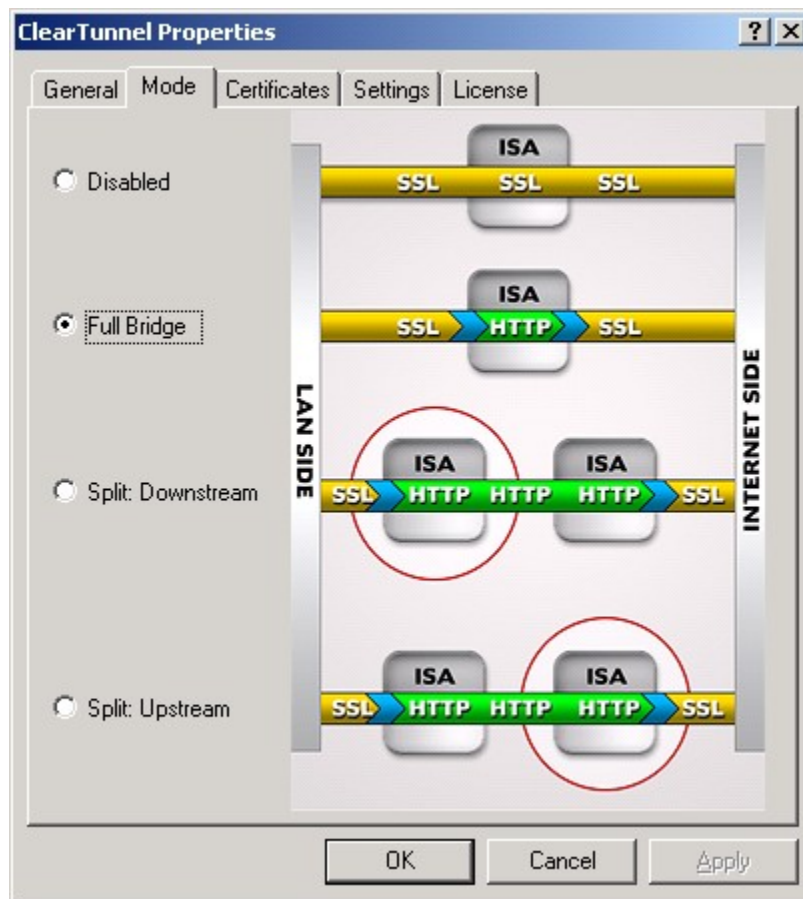 ClearTunnel Properties
General Mode Certificates Settings License
ISA
Disabled
SSL SSL SSL
ISA
Full Bridge
SSL HTTP SSL
LAN SIDE
INTERNET SIDE
ISA ISA
Split: Downstream
SSL HTTP HTTP HTTP SSL
ISA ISA
Split: Upstream
SSL HTTP HTTP HTTP SSL
OK Cancel Apply